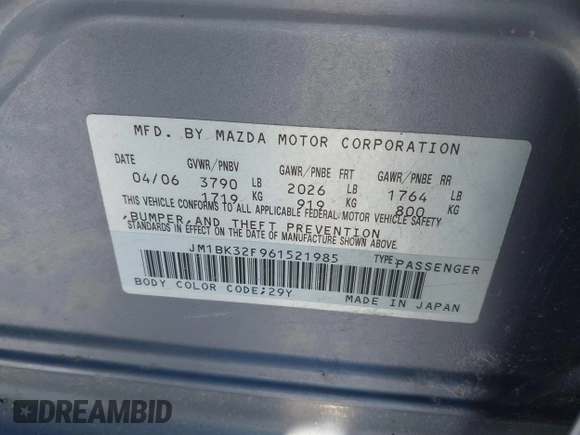 MFD. BY MAZDA MOTOR CORPORATION
DATE GVWR/PNBV GAWR/PNBE FRT GAWR/PNBE RR
04/06 3790 LB 2026 LB 1764 LB
1719 KG 919 KG 800 KG
THIS VEHICLE CONFORMS TO ALL APPLICABLE FEDERAL MOTOR VEHICLE SAFETY
,BUMPER,AND THEFT PREVENTION
STANDARDS IN EFFECT ON THE DATE OF MANUFACTURE SHOWN ABOVE.
JM1BK32F961521985 TYPE:PASSENGER
BODY COLOR CODE;29Y MADE IN JAPAN
DREAMBID